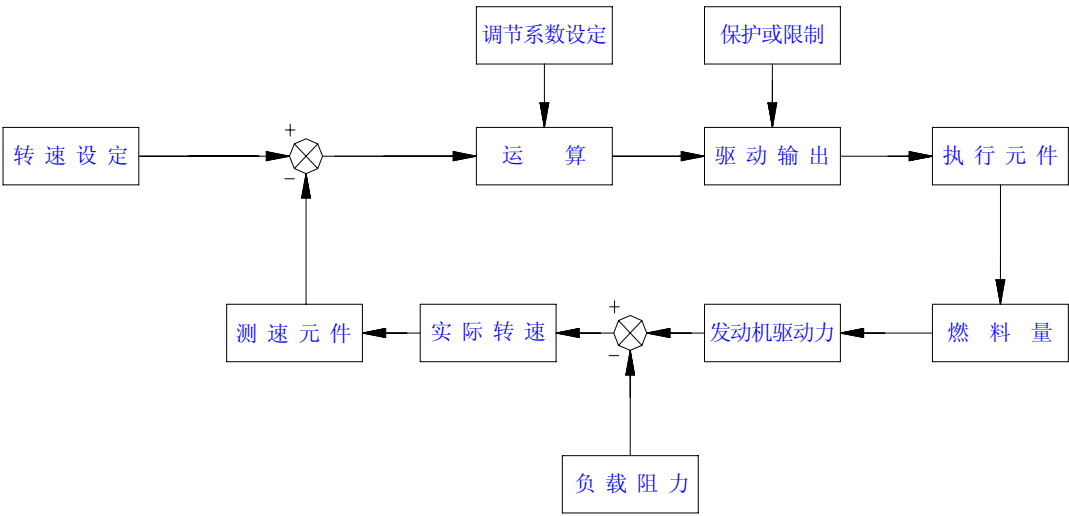 调节系数设定
保护或限制
+
转速设定
运算
驱动输出
执行元件
−
+
测速元件
实际转速
发动机驱动力
燃料量
−
负载阻力